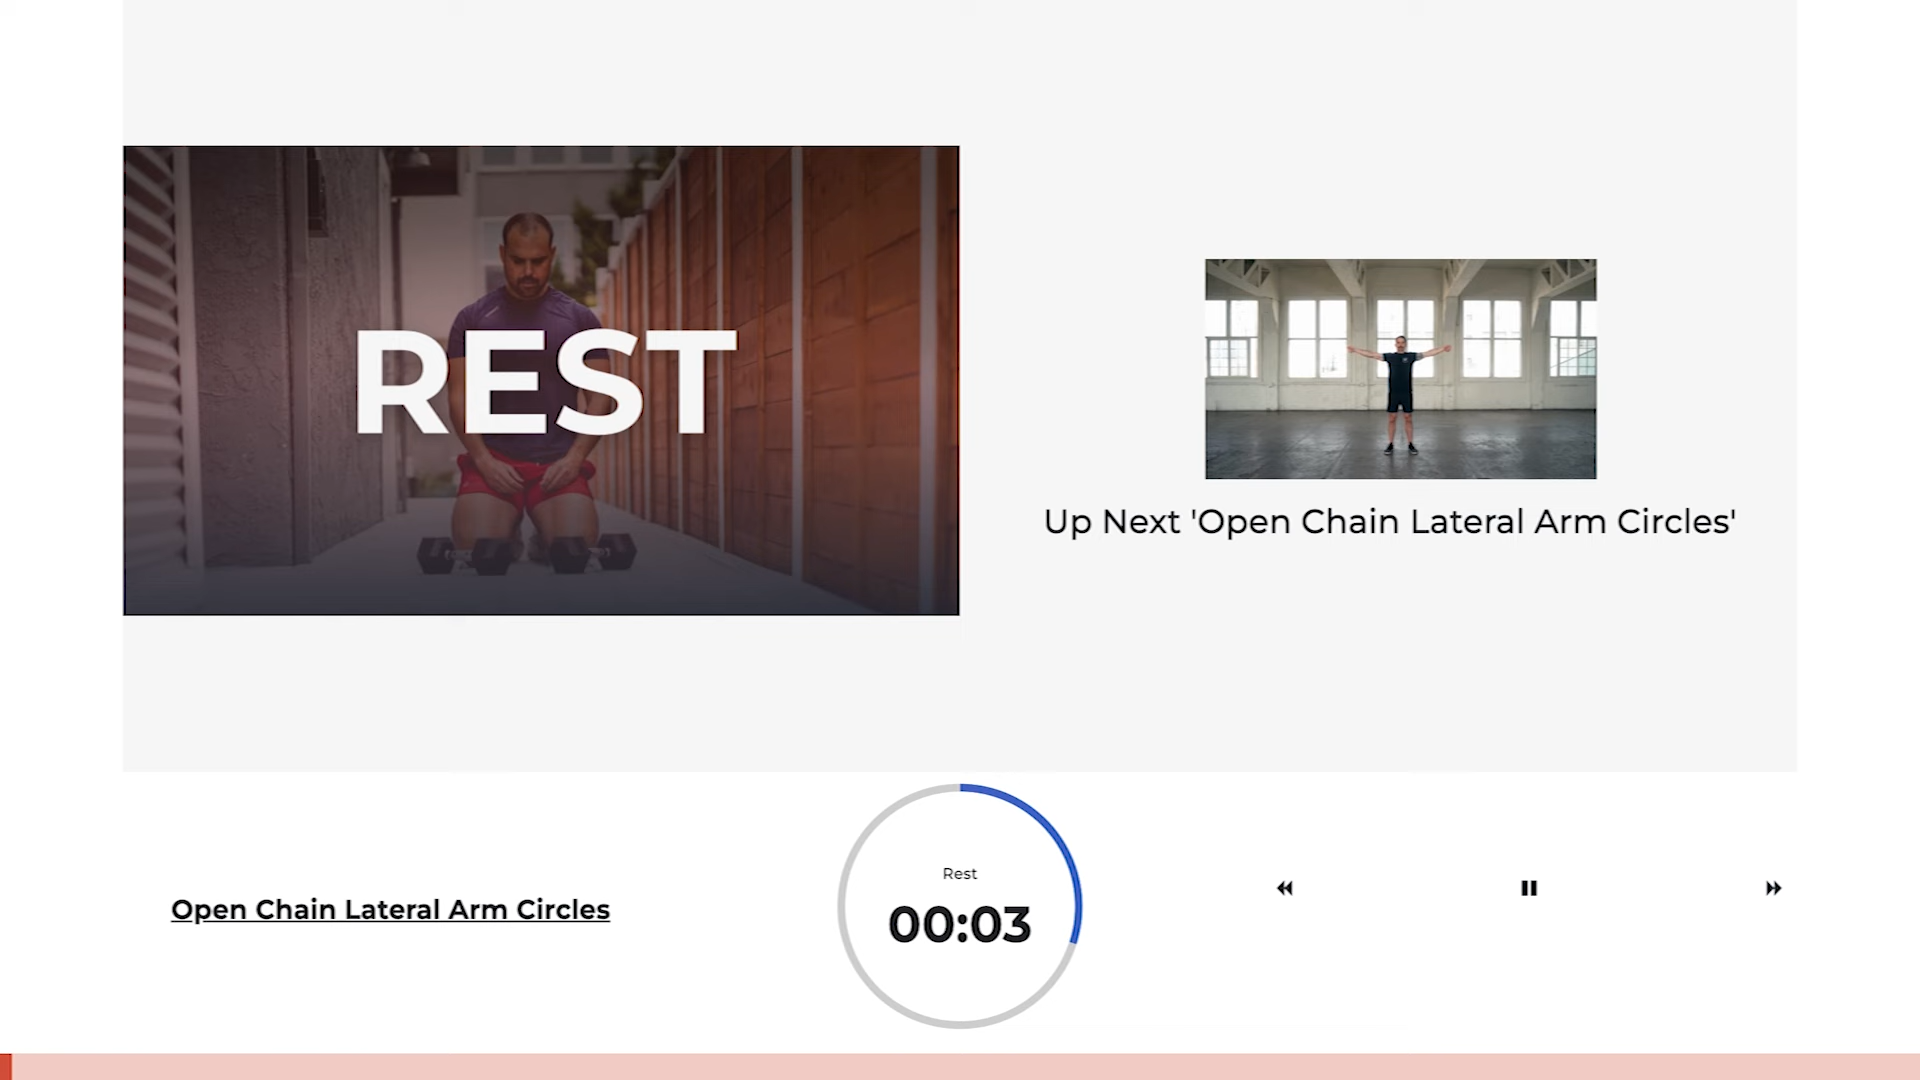 REST
Up Next 'Open Chain Lateral Arm Circles'
Open Chain Lateral Arm Circles
Rest
00:03